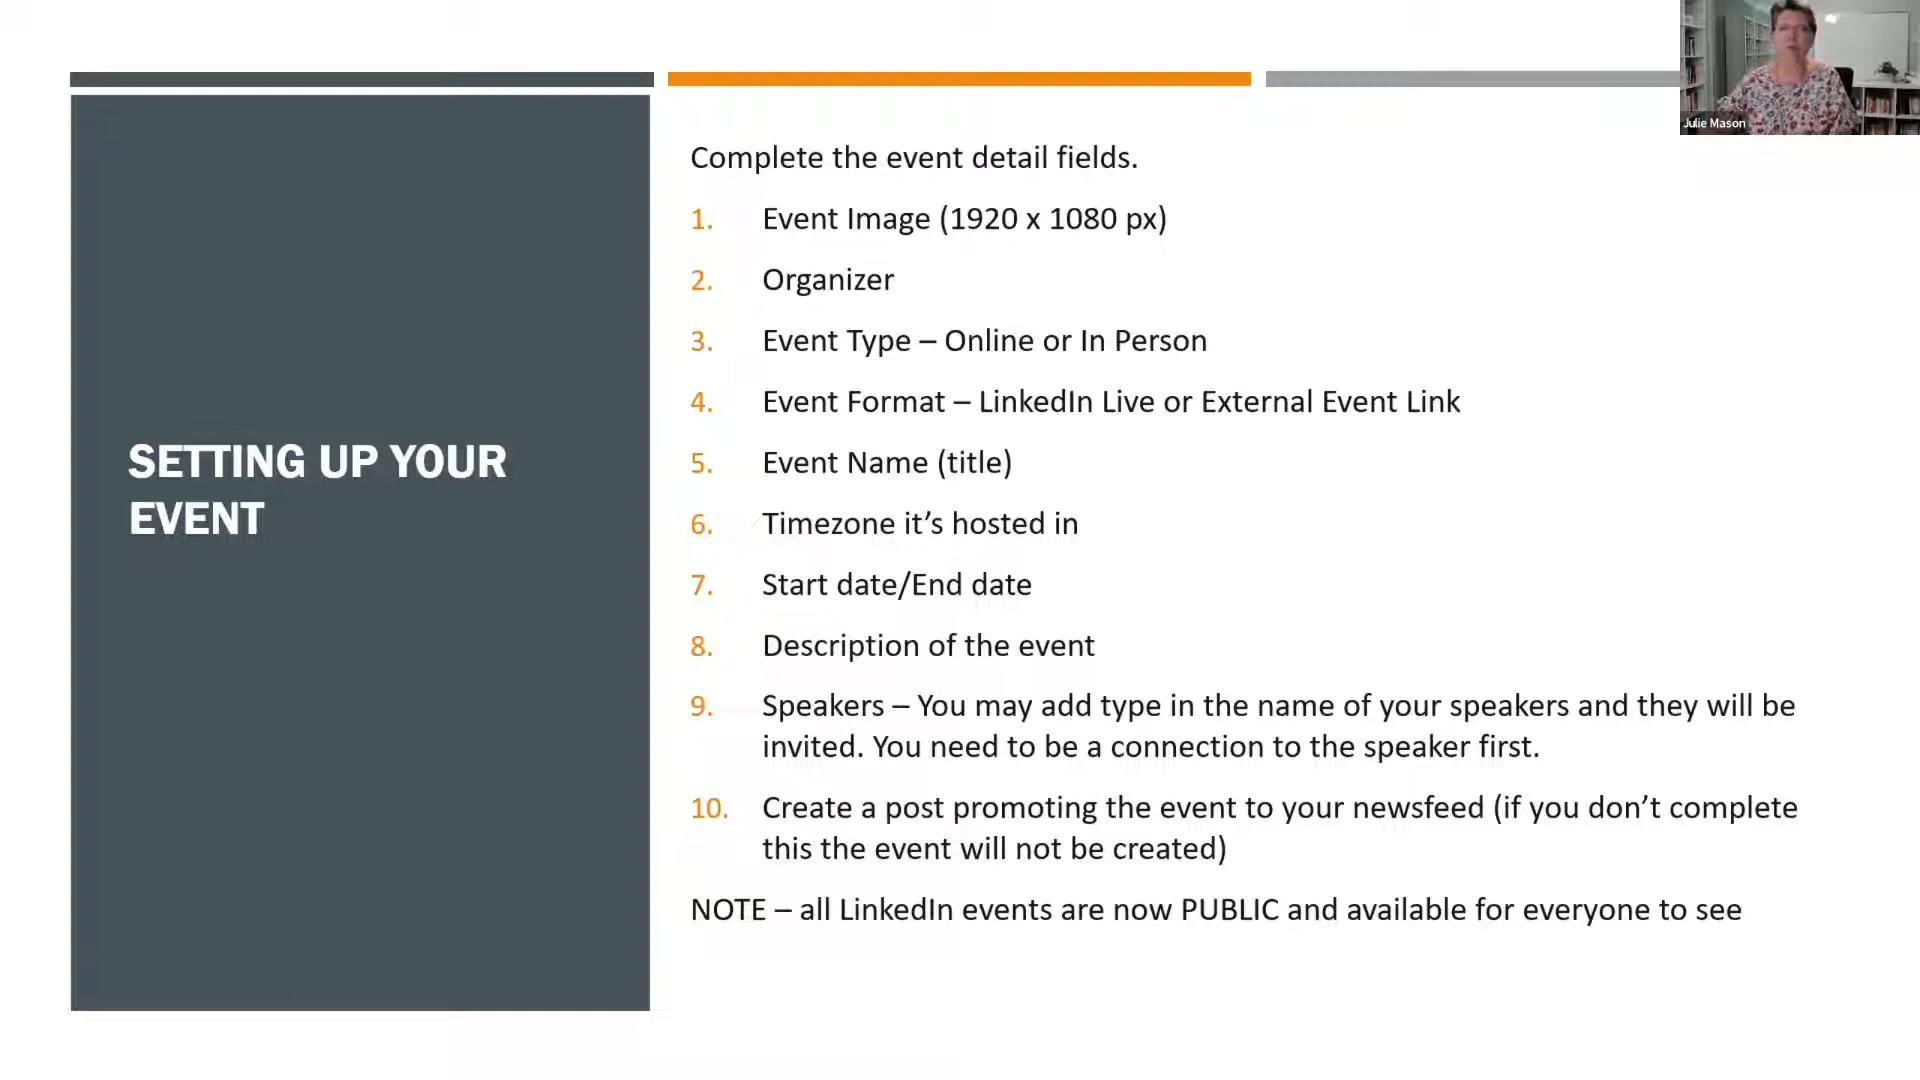 Julie Mason
SETTING UP YOUR
EVENT
Complete the event detail fields.
1. Event Image (1920 x 1080 px)
2. Organizer
3. Event Type – Online or In Person
4. Event Format – LinkedIn Live or External Event Link
5. Event Name (title)
6. Timezone it’s hosted in
7. Start date/End date
8. Description of the event
9. Speakers – You may add type in the name of your speakers and they will be
invited. You need to be a connection to the speaker first.
10. Create a post promoting the event to your newsfeed (if you don’t complete
this the event will not be created)
NOTE – all LinkedIn events are now PUBLIC and available for everyone to see